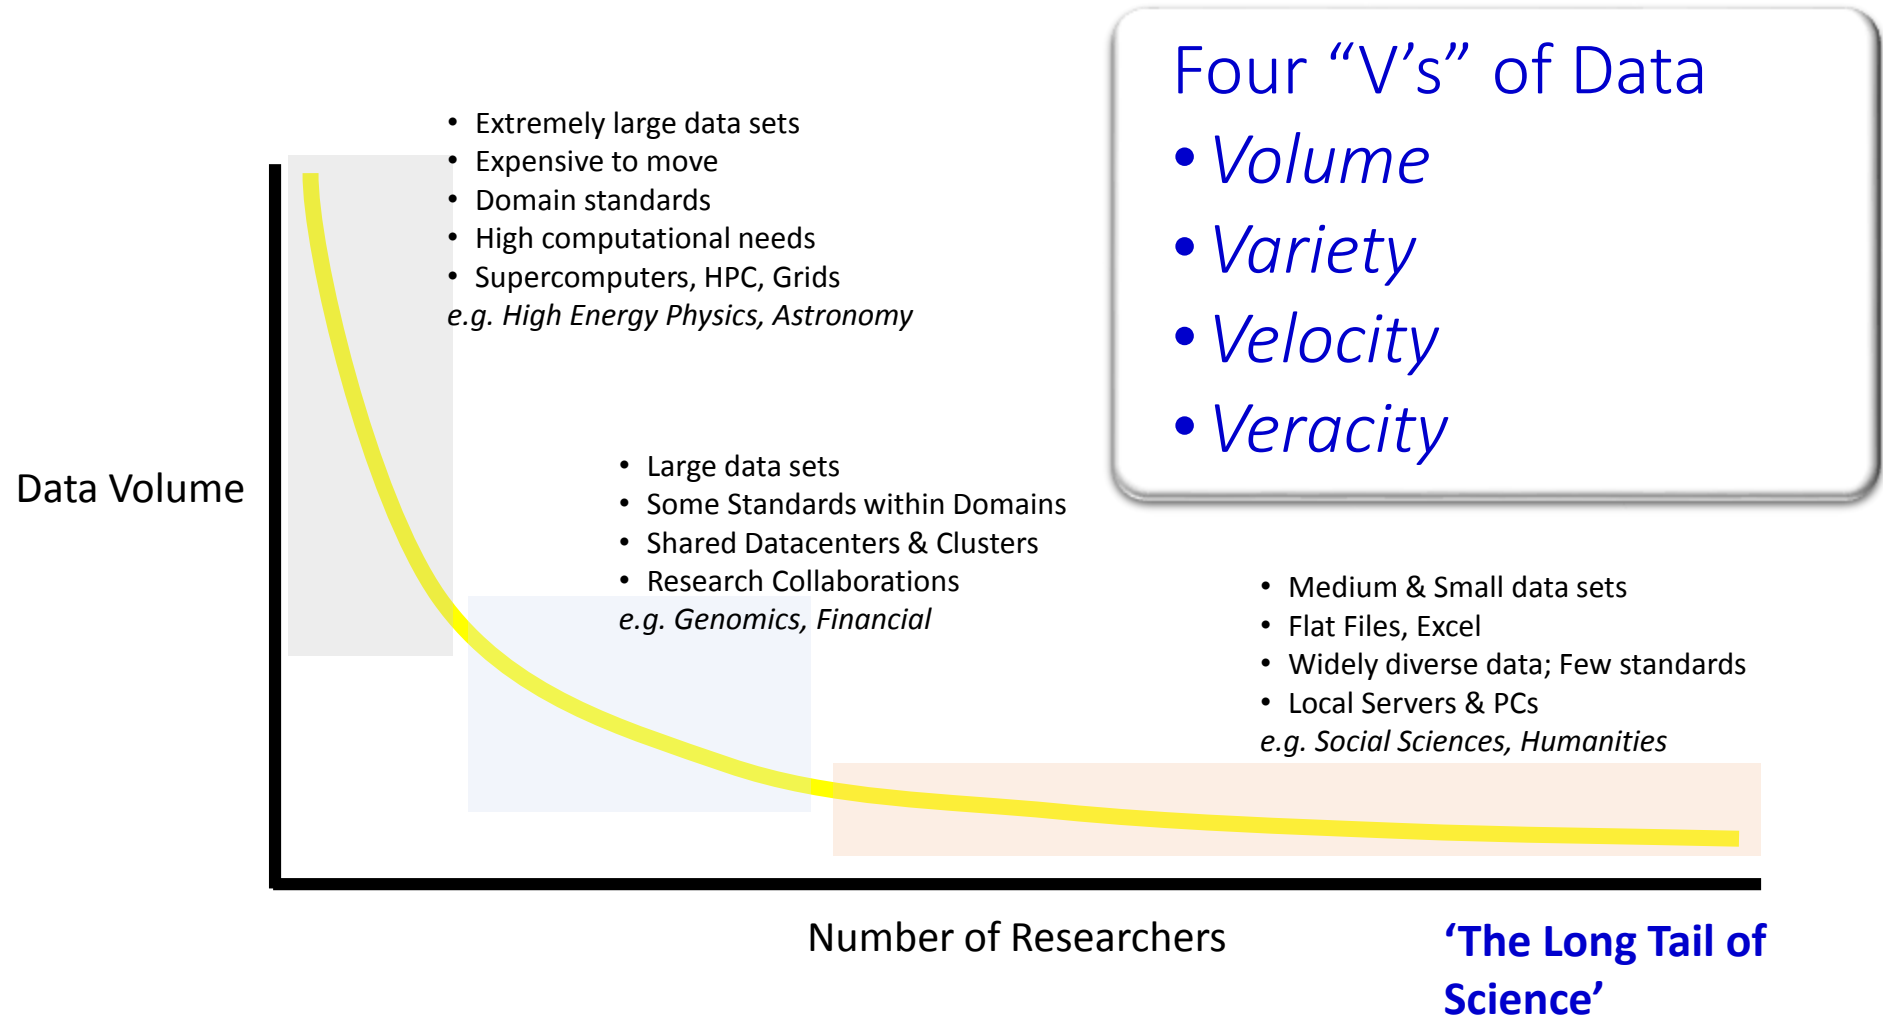 Four “V’s” of Data
• Volume
• Variety
• Velocity
• Veracity
• Extremely large data sets
• Expensive to move
• Domain standards
• High computational needs
• Supercomputers, HPC, Grids
e.g. High Energy Physics, Astronomy
Data Volume
• Large data sets
• Some Standards within Domains
• Shared Datacenters & Clusters
• Research Collaborations
e.g. Genomics, Financial
• Medium & Small data sets
• Flat Files, Excel
• Widely diverse data; Few standards
• Local Servers & PCs
e.g. Social Sciences, Humanities
Number of Researchers
‘The Long Tail of
Science’